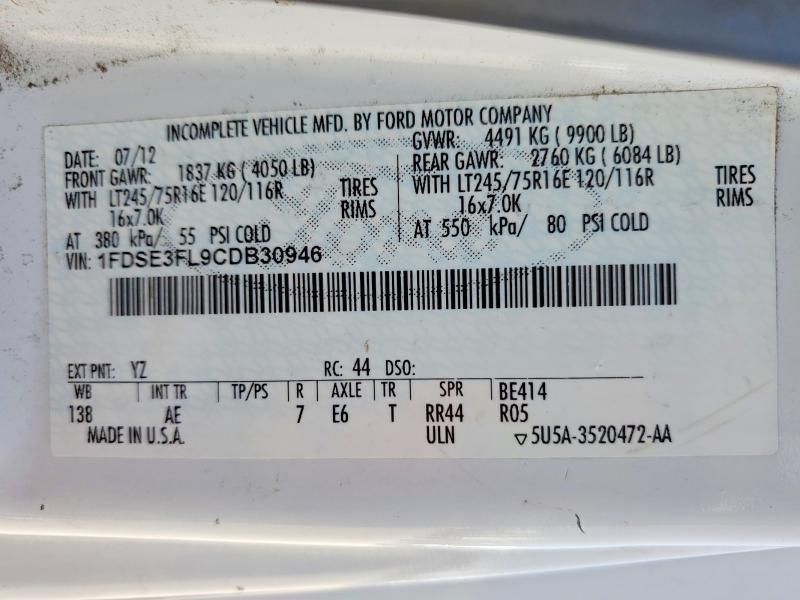 INCOMPLETE VEHICLE MFD. BY FORD MOTOR COMPANY
DATE: 07/12 GVWR: 4491 KG ( 9900 LB)
FRONT GAWR: 1837 KG ( 4050 LB) REAR GAWR: 2760 KG ( 6084 LB)
WITH LT245/75R16E 120/116R TIRES WITH LT245/75R16E 120/116R TIRES
16x7.0K RIMS 16x7.0K RIMS
AT 380 kPa/ 55 PSI COLD AT 550 kPa/ 80 PSI COLD
VIN: 1FDSE3FL9CDB30946
EXT PNT: YZ RC: 44 DSO:
WB INT TR TP/PS R AXLE TR SPR BE414
138 AE 7 E6 T RR44 R05
MADE IN U.S.A. ULN ▽5U5A-3520472-AA